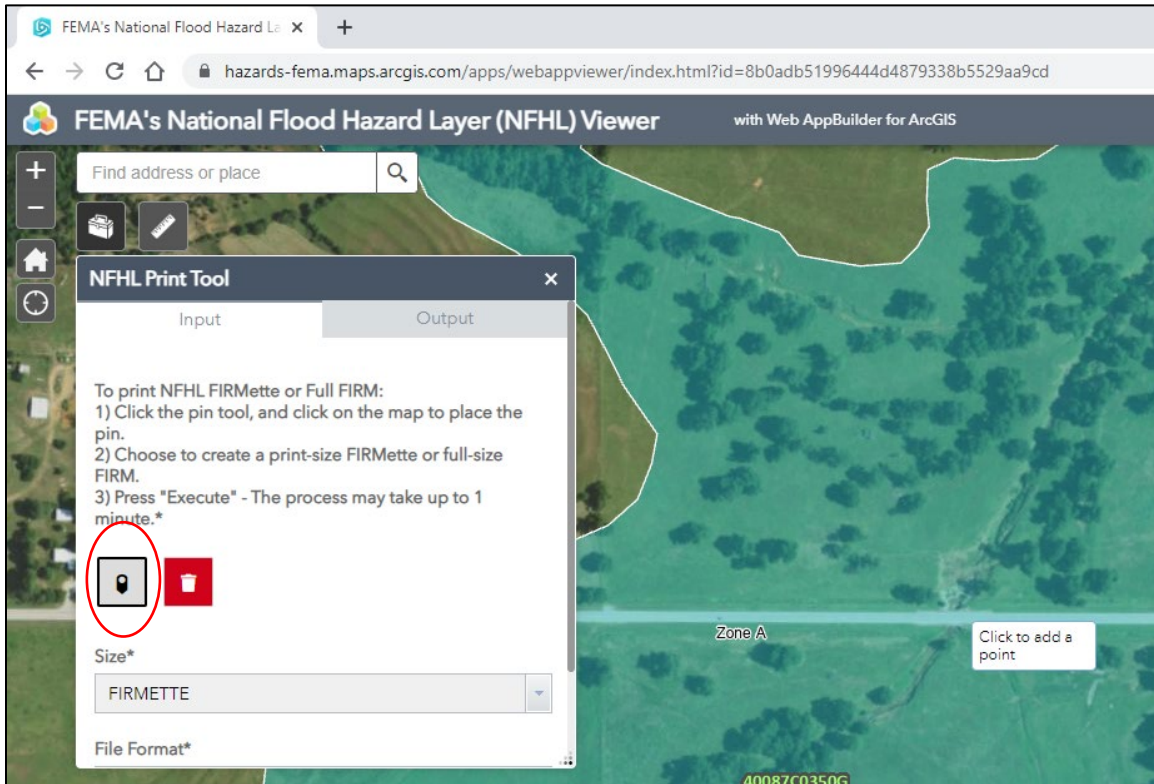 FEMA's National Flood Hazard La
hazards-fema.maps.arcgis.com/apps/webappviewer/index.html?id=8b0adb51996444d4879338b5529aa9cd
FEMA's National Flood Hazard Layer (NFHL) Viewer with Web AppBuilder for ArcGIS
Find address or place
NFHL Print Tool
Input Output
To print NFHL FIRMette or Full FIRM:
1) Click the pin tool, and click on the map to place the
pin.
2) Choose to create a print-size FIRMette or full-size
FIRM.
3) Press "Execute" - The process may take up to 1
minute.*
Size*
FIRMETTE
File Format*
Zone A
Click to add a
point
40087C0350G